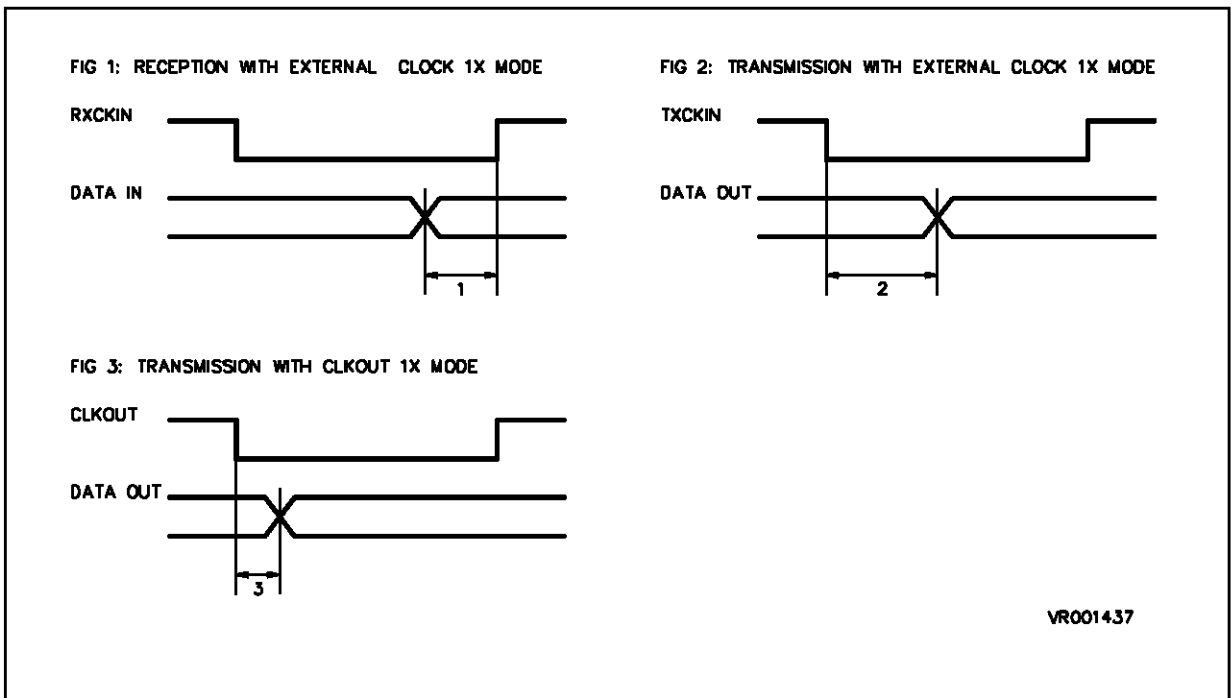 FIG 1: RECEPTION WITH EXTERNAL CLOCK 1X MODE
RXCKIN
DATA IN
1
FIG 2: TRANSMISSION WITH EXTERNAL CLOCK 1X MODE
TXCKIN
DATA OUT
2
FIG 3: TRANSMISSION WITH CLKOUT 1X MODE
CLKOUT
DATA OUT
3
VR001437